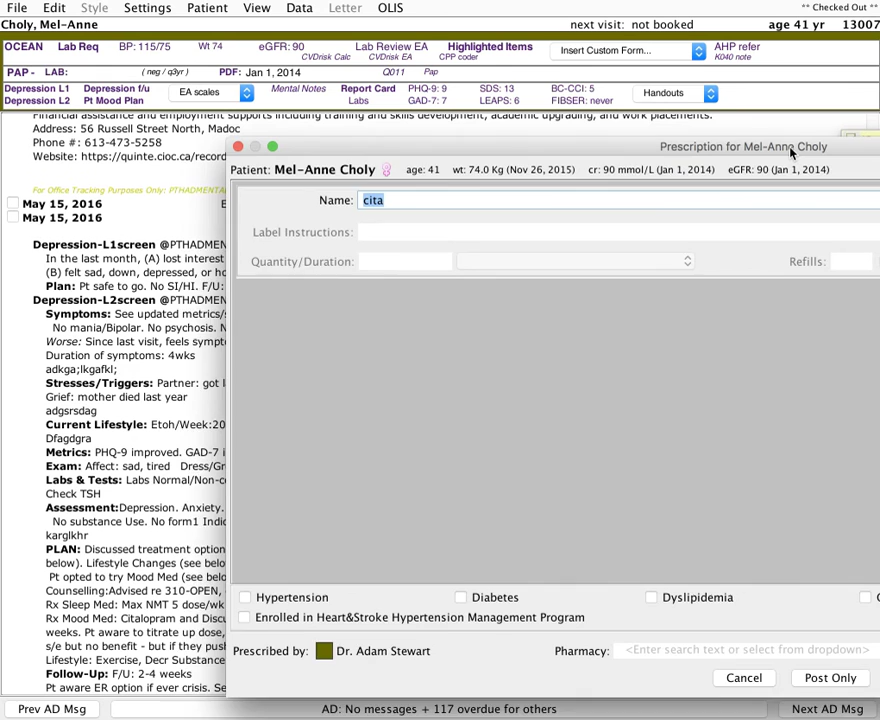 File Edit Style Settings Patient View Data Letter OLIS ** Checked Out **
Choly, Mel-Anne next visit: not booked age 41 yr 13007
OCEAN Lab Req BP: 115/75 Wt 74 eGFR: 90 Lab Review EA Highlighted Items Insert Custom Form... AHP refer
CVDrisk Calc CVDrisk EA CPP coder K040 note
PAP - LAB: ( neg / q3yr ) PDF: Jan 1, 2014 Q011 Pap
Depression L1 Depression f/u EA scales Mental Notes Report Card PHQ-9: 9 SDS: 13 BC-CCI: 5 Handouts
Depression L2 Pt Mood Plan Labs GAD-7: 7 LEAPS: 6 FIBSER: never
Financial assistance and employment supports including training and skills development, academic upgrading, and work placements.
Address: 56 Russell Street North, Madoc
Phone #: 613-473-5258
Website: https://quinte.cioc.ca/record
Prescription for Mel-Anne Choly
Patient: Mel-Anne Choly age: 41 wt: 74.0 Kg (Nov 26, 2015) cr: 90 mmol/L (Jan 1, 2014) eGFR: 90 (Jan 1, 2014)
For Office Tracking Purposes Only: PTHADMENTA
May 15, 2016
May 15, 2016
Name: cita
Label Instructions:
Quantity/Duration: Refills:
Depression-L1screen @PTHADMEN
In the last month, (A) lost interest
(B) felt sad, down, depressed, or ho
Plan: Pt safe to go. No SI/HI. F/U:
Depression-L2screen @PTHADMEN
Symptoms: See updated metrics/s
No mania/Bipolar. No psychosis. N
Worse: Since last visit, feels sympt
Duration of symptoms: 4wks
adkga;lkgafkl;
Stresses/Triggers: Partner: got l
Grief: mother died last year
adgsrsdag
Current Lifestyle: Etoh/Week:20
Dfagdgra
Metrics: PHQ-9 improved. GAD-7 i
Exam: Affect: sad, tired Dress/Gr
Labs & Tests: Labs Normal/Non-c
Check TSH
Assessment:Depression. Anxiety.
No substance Use. No form1 Indic
karglkhr
PLAN: Discussed treatment option
below). Lifestyle Changes (see belo
Pt opted to try Mood Med (see belo
Counselling:Advised re 310-OPEN,
Rx Sleep Med: Max NMT 5 dose/wk
Rx Mood Med: Citalopram and Discu
weeks. Pt aware to titrate up dose,
s/e but no benefit - but if they push
Lifestyle: Exercise, Decr Substance
Follow-Up: F/U: 2-4 weeks
Pt aware ER option if ever crisis. Se
Hypertension Diabetes Dyslipidemia
Enrolled in Heart&Stroke Hypertension Management Program
Prescribed by: Dr. Adam Stewart Pharmacy: <Enter search text or select from dropdown>
Cancel Post Only
Prev AD Msg AD: No messages + 117 overdue for others Next AD Msg